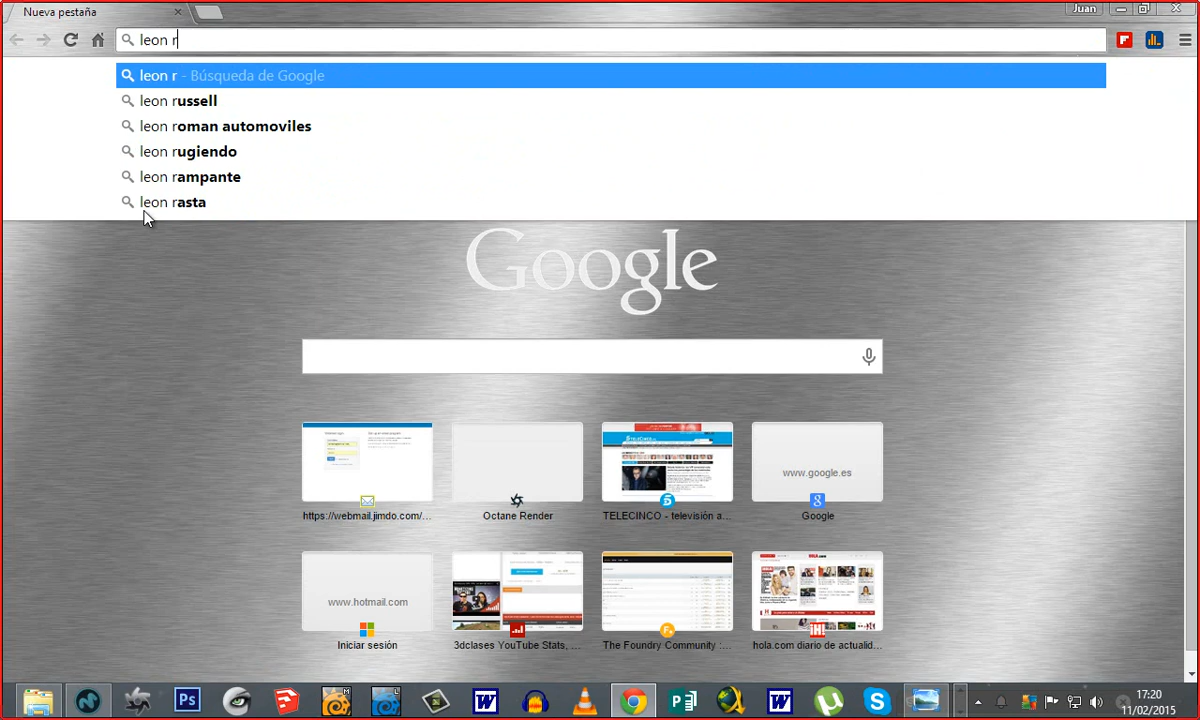 Nueva pestaña
Juan
leon r
leon r - Búsqueda de Google
leon russell
leon roman automoviles
leon rugiendo
leon rampante
leon rasta
Google
www.google.es
https://webmail.jimdo.com/...
Octane Render
TELECINCO - televisión a...
Google
www.hotmail.com
Iniciar sesión
3dclases YouTube Stats, ...
The Foundry Community :...
hola.com diario de actualid...
17:20
11/02/2015